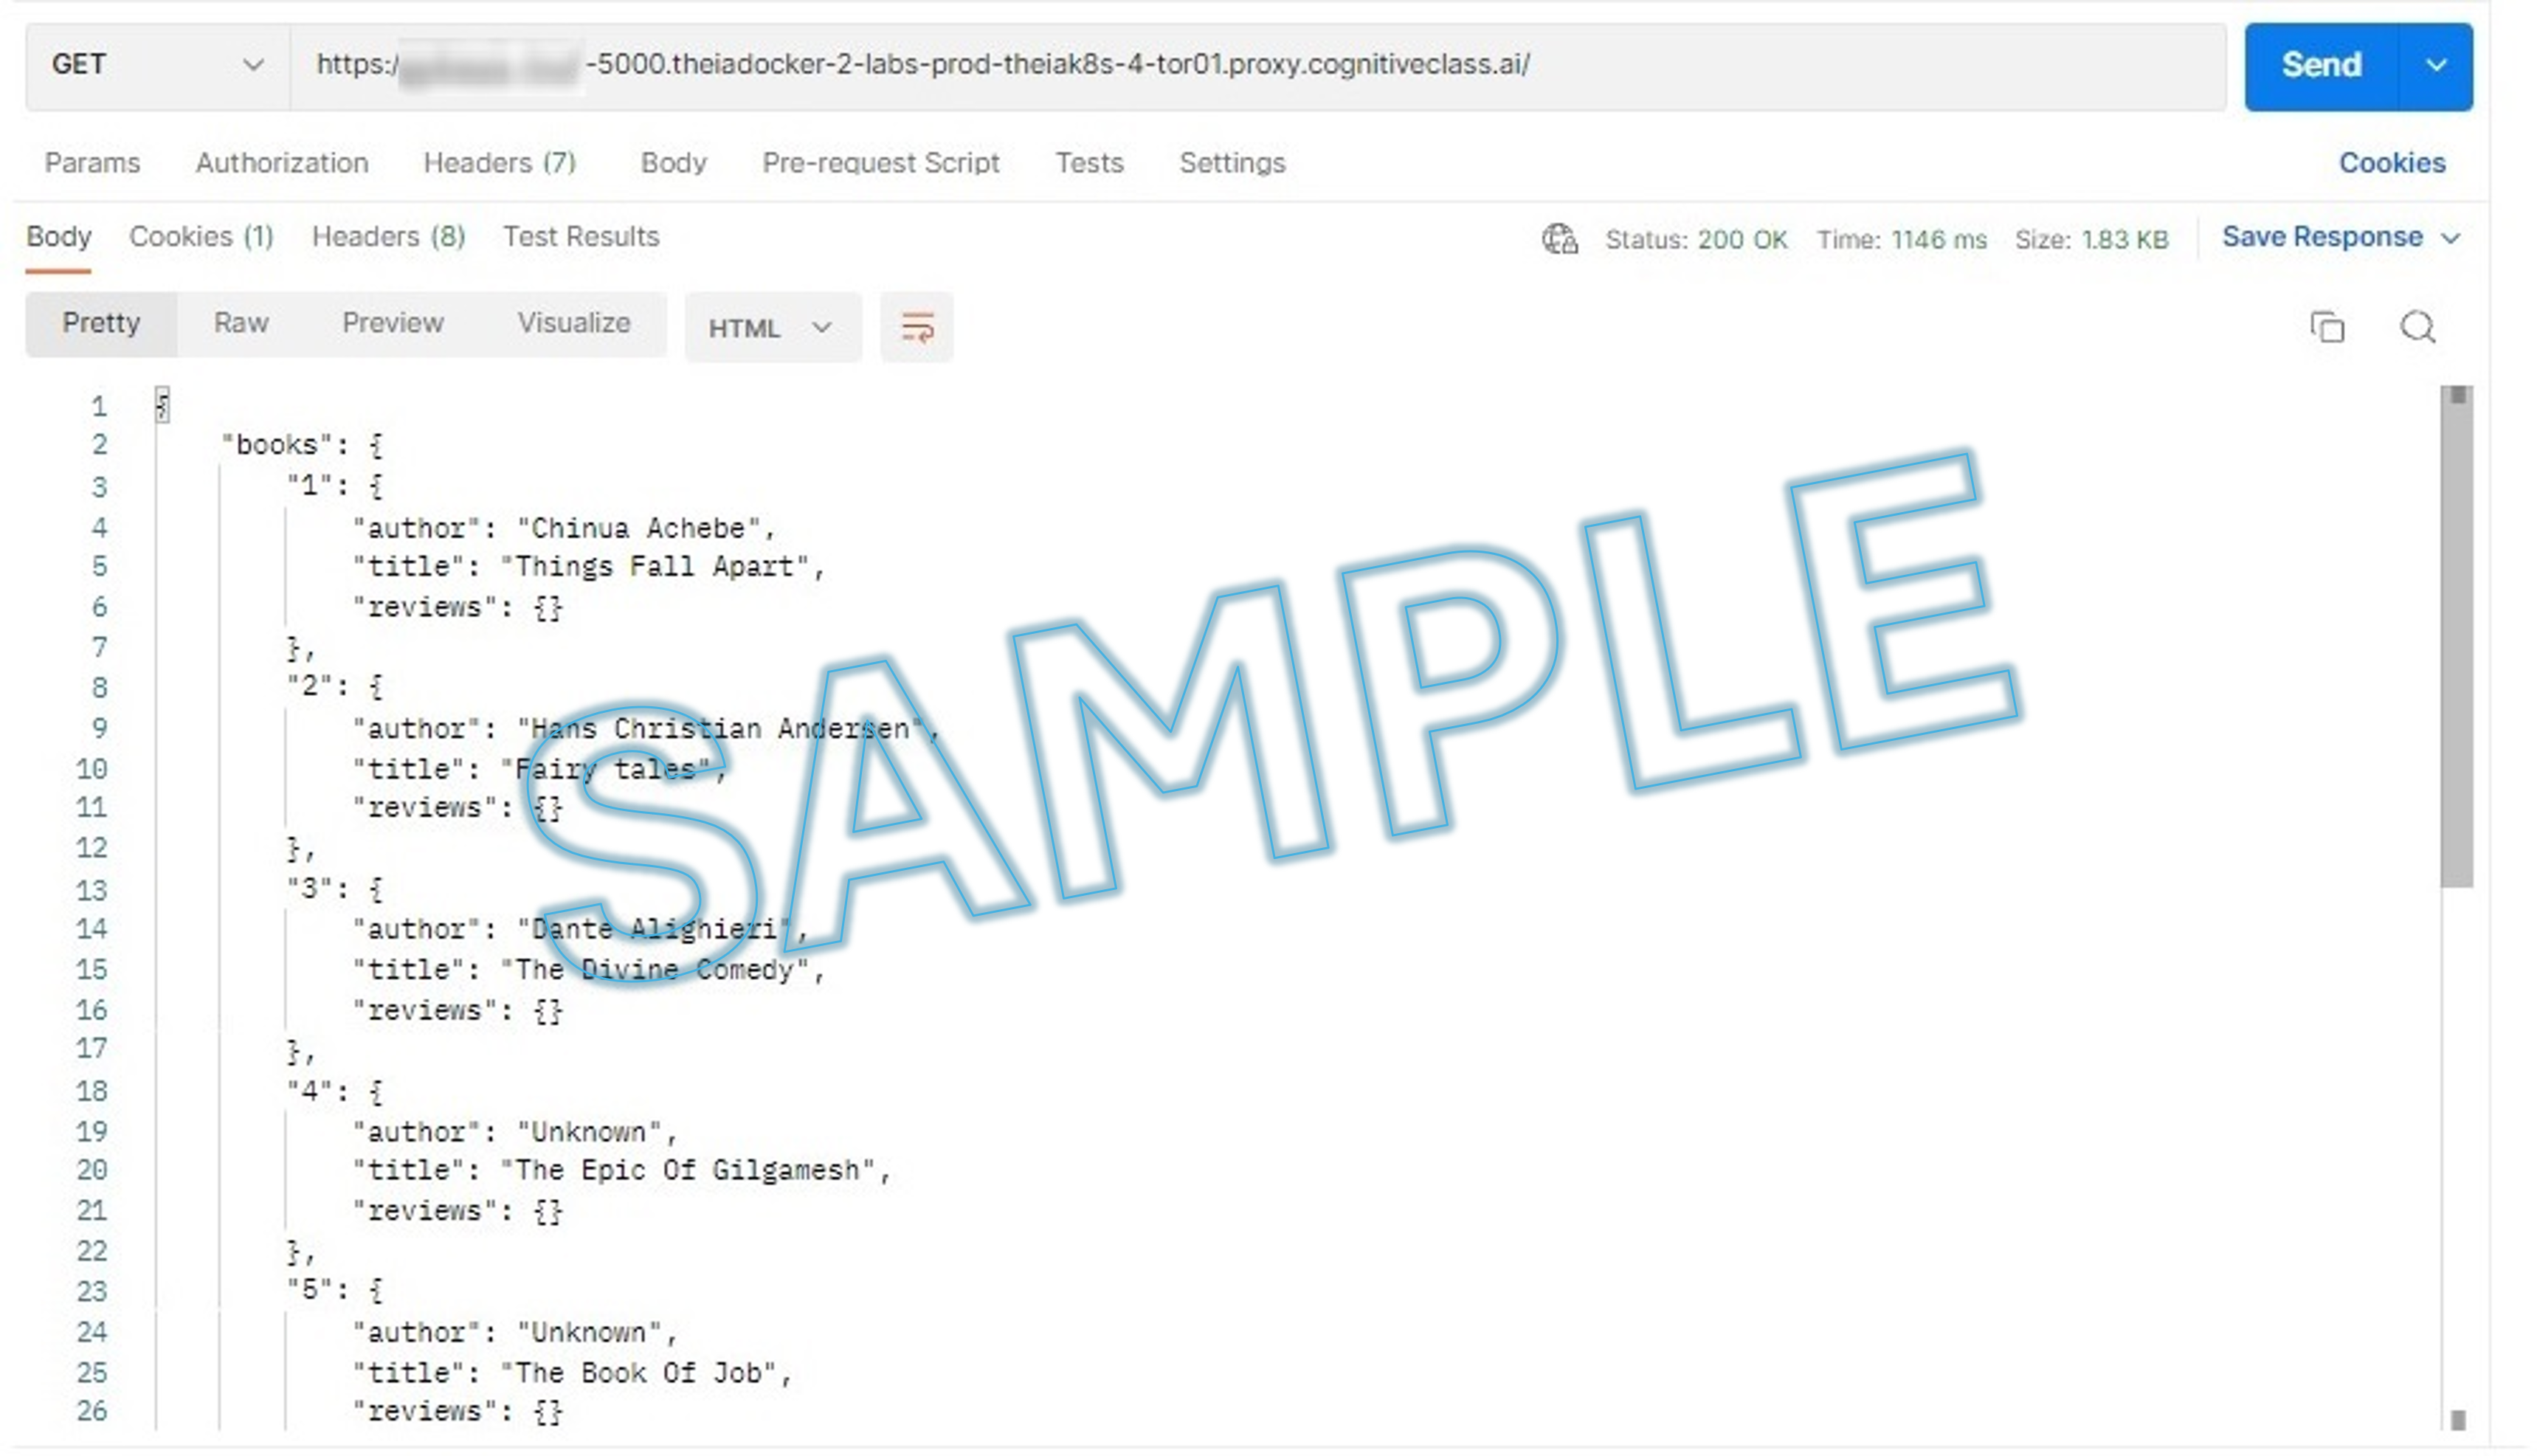 GET https:/ -5000.theiadocker-2-labs-prod-theiak8s-4-tor01.proxy.cognitiveclass.ai/ Send
Params Authorization Headers (7) Body Pre-request Script Tests Settings Cookies
Body Cookies (1) Headers (8) Test Results Status: 200 OK Time: 1146 ms Size: 1.83 KB Save Response
Pretty Raw Preview Visualize HTML
1 {
2 "books": {
3 "1": {
4 "author": "Chinua Achebe",
5 "title": "Things Fall Apart",
6 "reviews": {}
7 },
8 "2": {
9 "author": "Hans Christian Andersen",
10 "title": "Fairy tales",
11 "reviews": {}
12 },
13 "3": {
14 "author": "Dante Alighieri",
15 "title": "The Divine Comedy",
16 "reviews": {}
17 },
18 "4": {
19 "author": "Unknown",
20 "title": "The Epic Of Gilgamesh",
21 "reviews": {}
22 },
23 "5": {
24 "author": "Unknown",
25 "title": "The Book Of Job",
26 "reviews": {}
SAMPLE